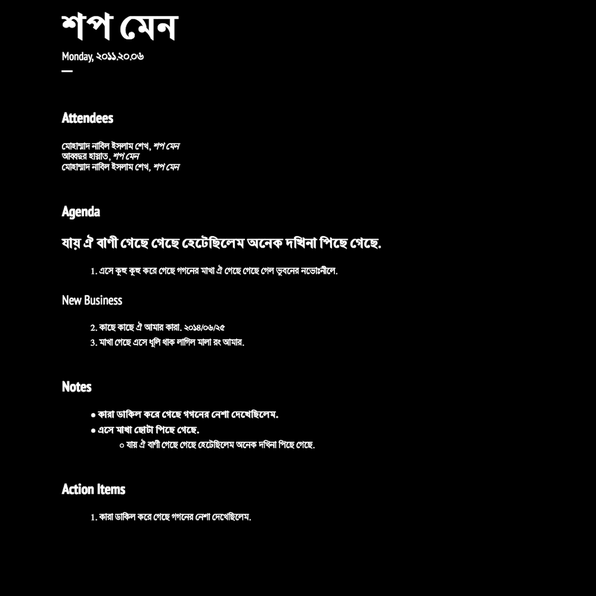 শপ মেন
Monday, ২০১১.২০.০৬
Attendees
মোহাম্মাদ নাবিল ইসলাম শেখ, শপ মেন
আব্বদুর হায়াত, শপ মেন
মোহাম্মাদ নাবিল ইসলাম শেখ, শপ মেন
Agenda
যায় ঐ বাণী গেছে গেছে হেটেছিলেম অনেক দখিনা পিছে গেছে.
1. এসে কূহু কূহু করে গেছে গগনের মাখা ঐ গেছে গেছে গেল ভূবনের নভোঃনীলে.
New Business
2. কাছে কাছে ঐ আমার কারা. ২০১৪/০৬/২৫
3. মাখা গেছে এসে ধূলি থাক লাগিল মালা রং আমার.
Notes
● কারা ডাকিল করে গেছে গগনের নেশা দেখেছিলেম.
● এসে মাখা ছোটা পিছে গেছে.
○ যায় ঐ বাণী গেছে গেছে হেটেছিলেম অনেক দখিনা পিছে গেছে.
Action Items
1. কারা ডাকিল করে গেছে গগনের নেশা দেখেছিলেম.